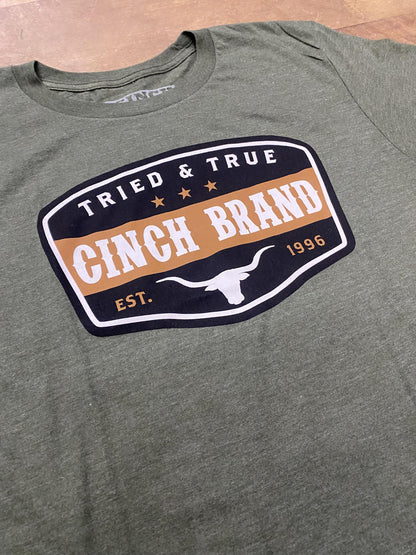 TRIED & TRUE
CINCH BRAND
EST. 1996